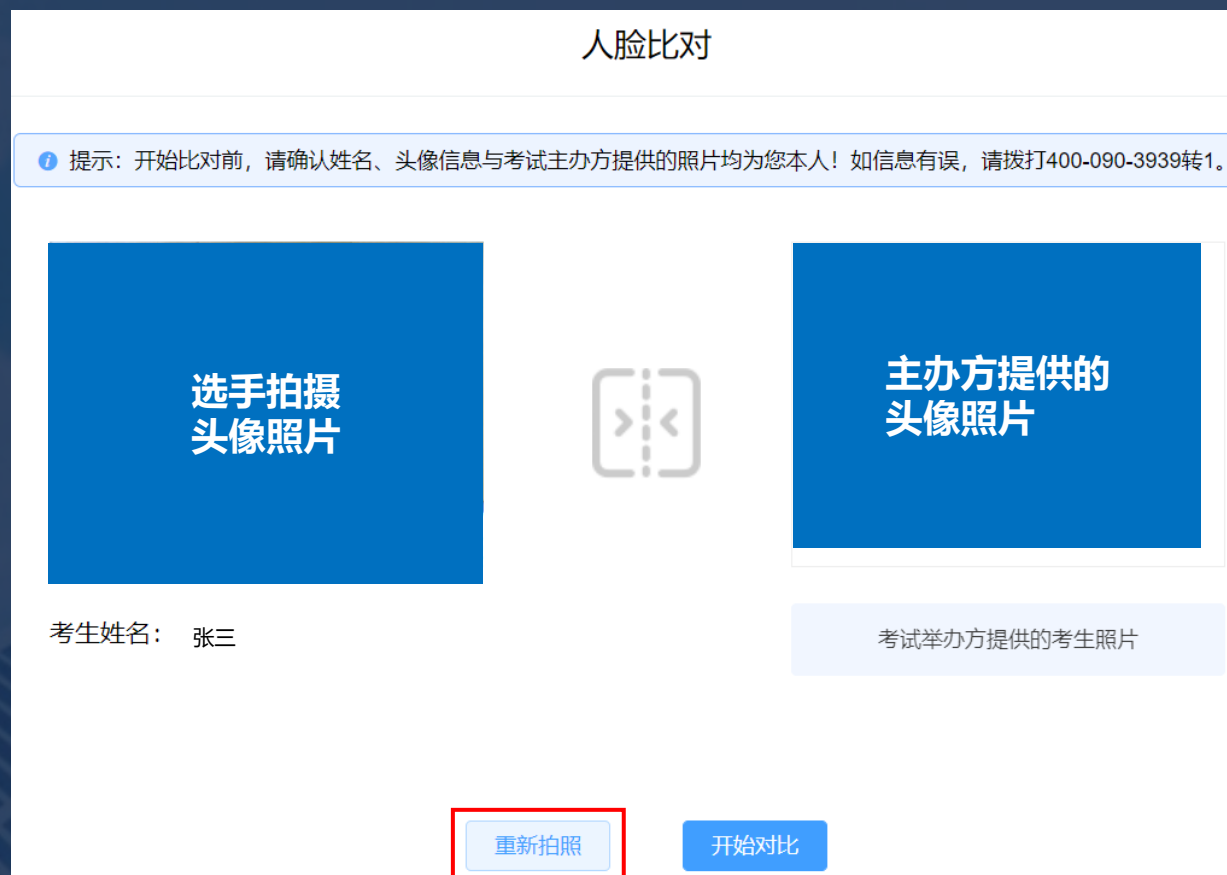 人脸比对
提示：开始比对前，请确认姓名、头像信息与考试主办方提供的照片均为您本人！如信息有误，请拨打400-090-3939转1。
选手拍摄
头像照片
主办方提供的
头像照片
考生姓名： 张三
考试举办方提供的考生照片
重新拍照
开始对比